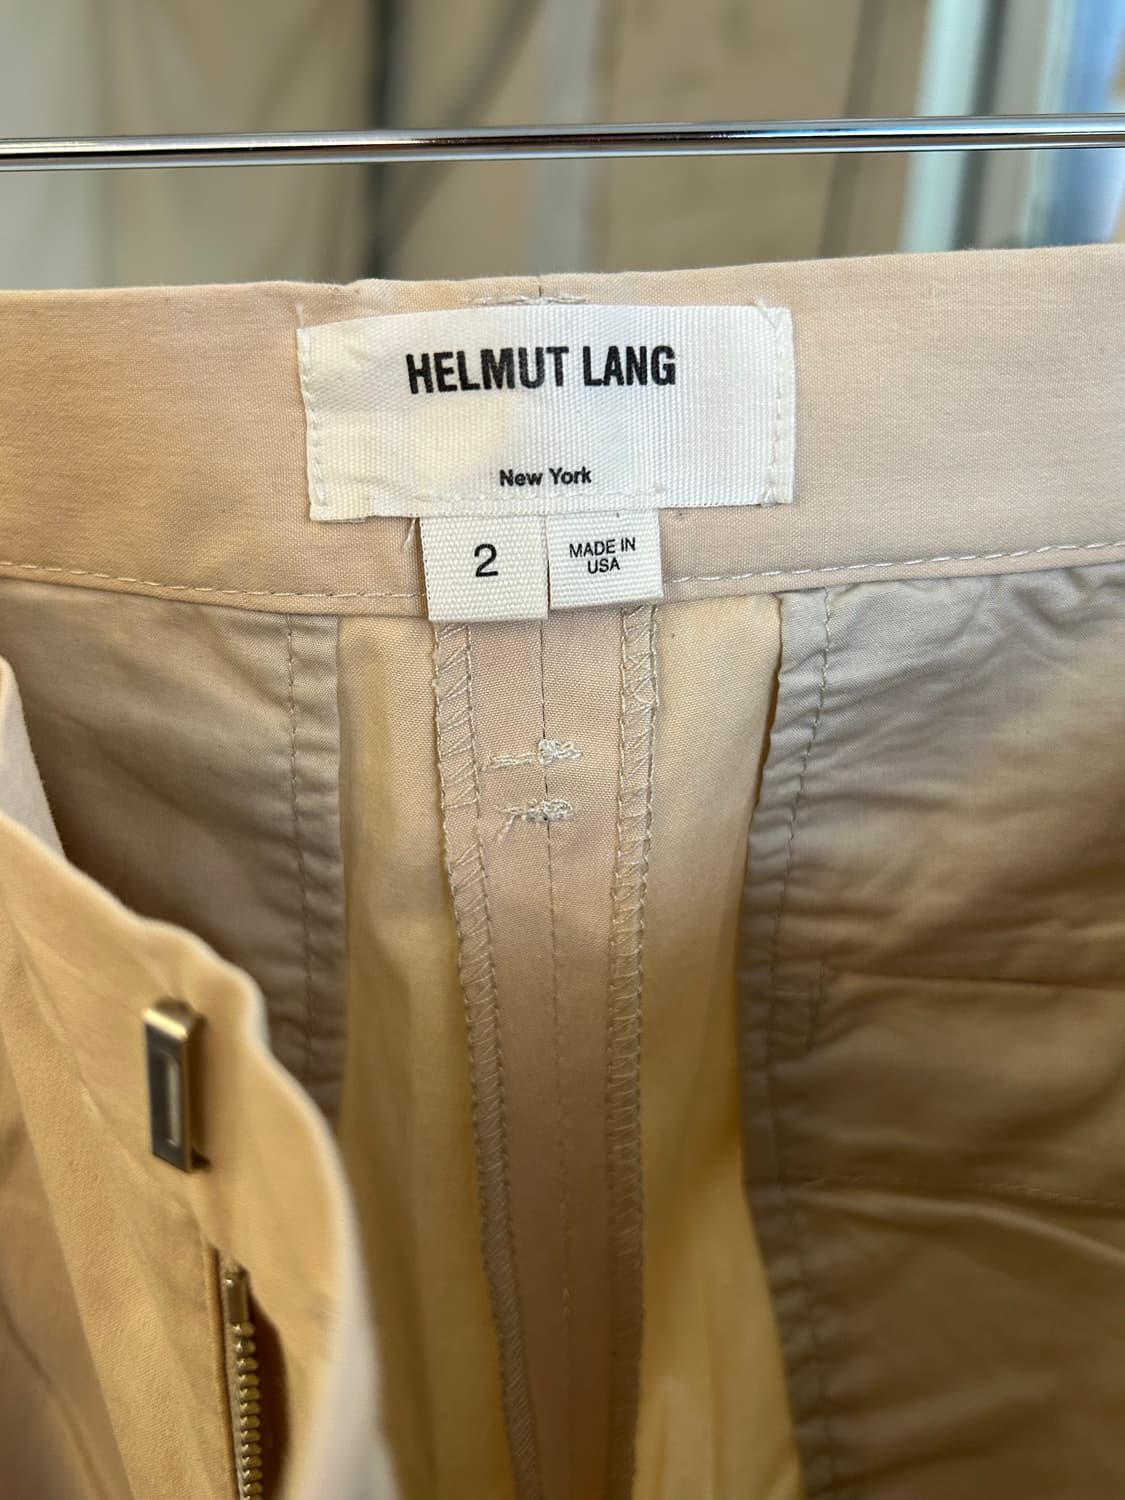 HELMUT LANG
New York
2
MADE IN
USA